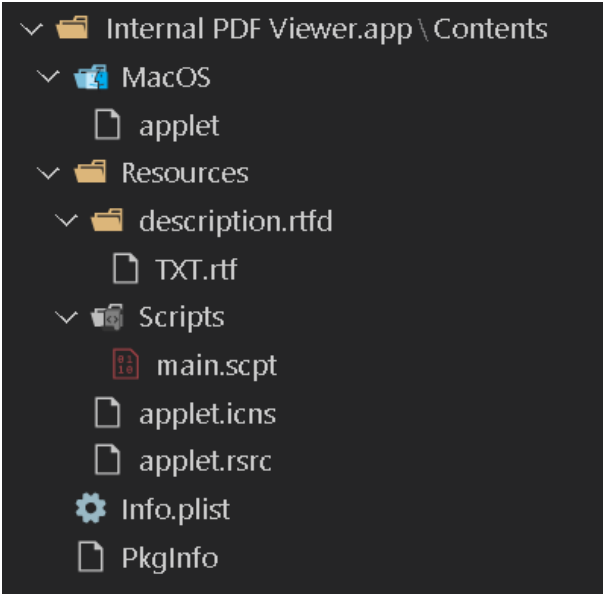 Internal PDF Viewer.app \ Contents
MacOS
applet
Resources
description.rtfd
TXT.rtf
Scripts
main.scpt
applet.icns
applet.rsrc
Info.plist
PkgInfo